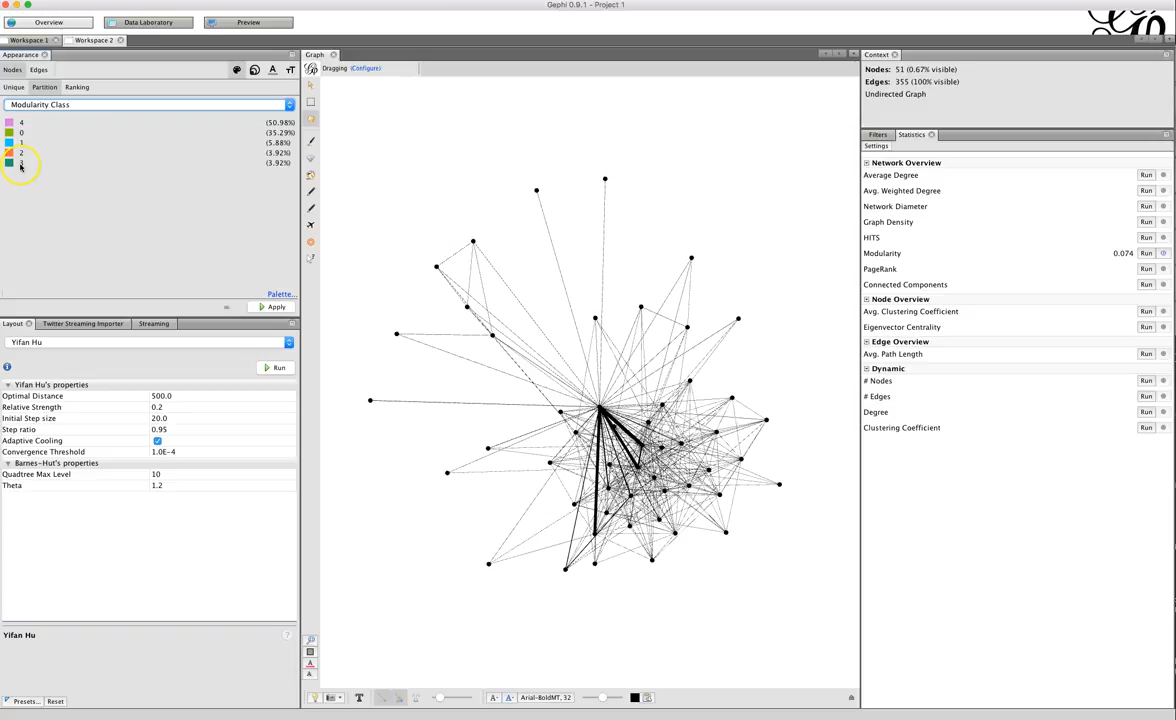 Gephi 0.9.1 - Project 1
Overview
Data Laboratory
Preview
Workspace 1
Workspace 2
Appearance
Nodes
Edges
Unique
Partition
Ranking
Modularity Class
4 (50.98%)
0 (35.29%)
1 (5.88%)
2 (3.92%)
3 (3.92%)
Palette...
Apply
Layout
Twitter Streaming Importer
Streaming
Yifan Hu
Run
Yifan Hu's properties
Optimal Distance 500.0
Relative Strength 0.2
Initial Step size 20.0
Step ratio 0.95
Adaptive Cooling
Convergence Threshold 1.0E-4
Barnes-Hut's properties
Quadtree Max Level 10
Theta 1.2
Yifan Hu
?
Presets...
Reset
Graph
Dragging (Configure)
Arial-BoldMT, 32
Context
Nodes: 51 (0.67% visible)
Edges: 355 (100% visible)
Undirected Graph
Filters
Statistics
Settings
Network Overview
Average Degree Run
Avg. Weighted Degree Run
Network Diameter Run
Graph Density Run
HITS Run
Modularity 0.074 Run
PageRank Run
Connected Components Run
Node Overview
Avg. Clustering Coefficient Run
Eigenvector Centrality Run
Edge Overview
Avg. Path Length Run
Dynamic
# Nodes Run
# Edges Run
Degree Run
Clustering Coefficient Run